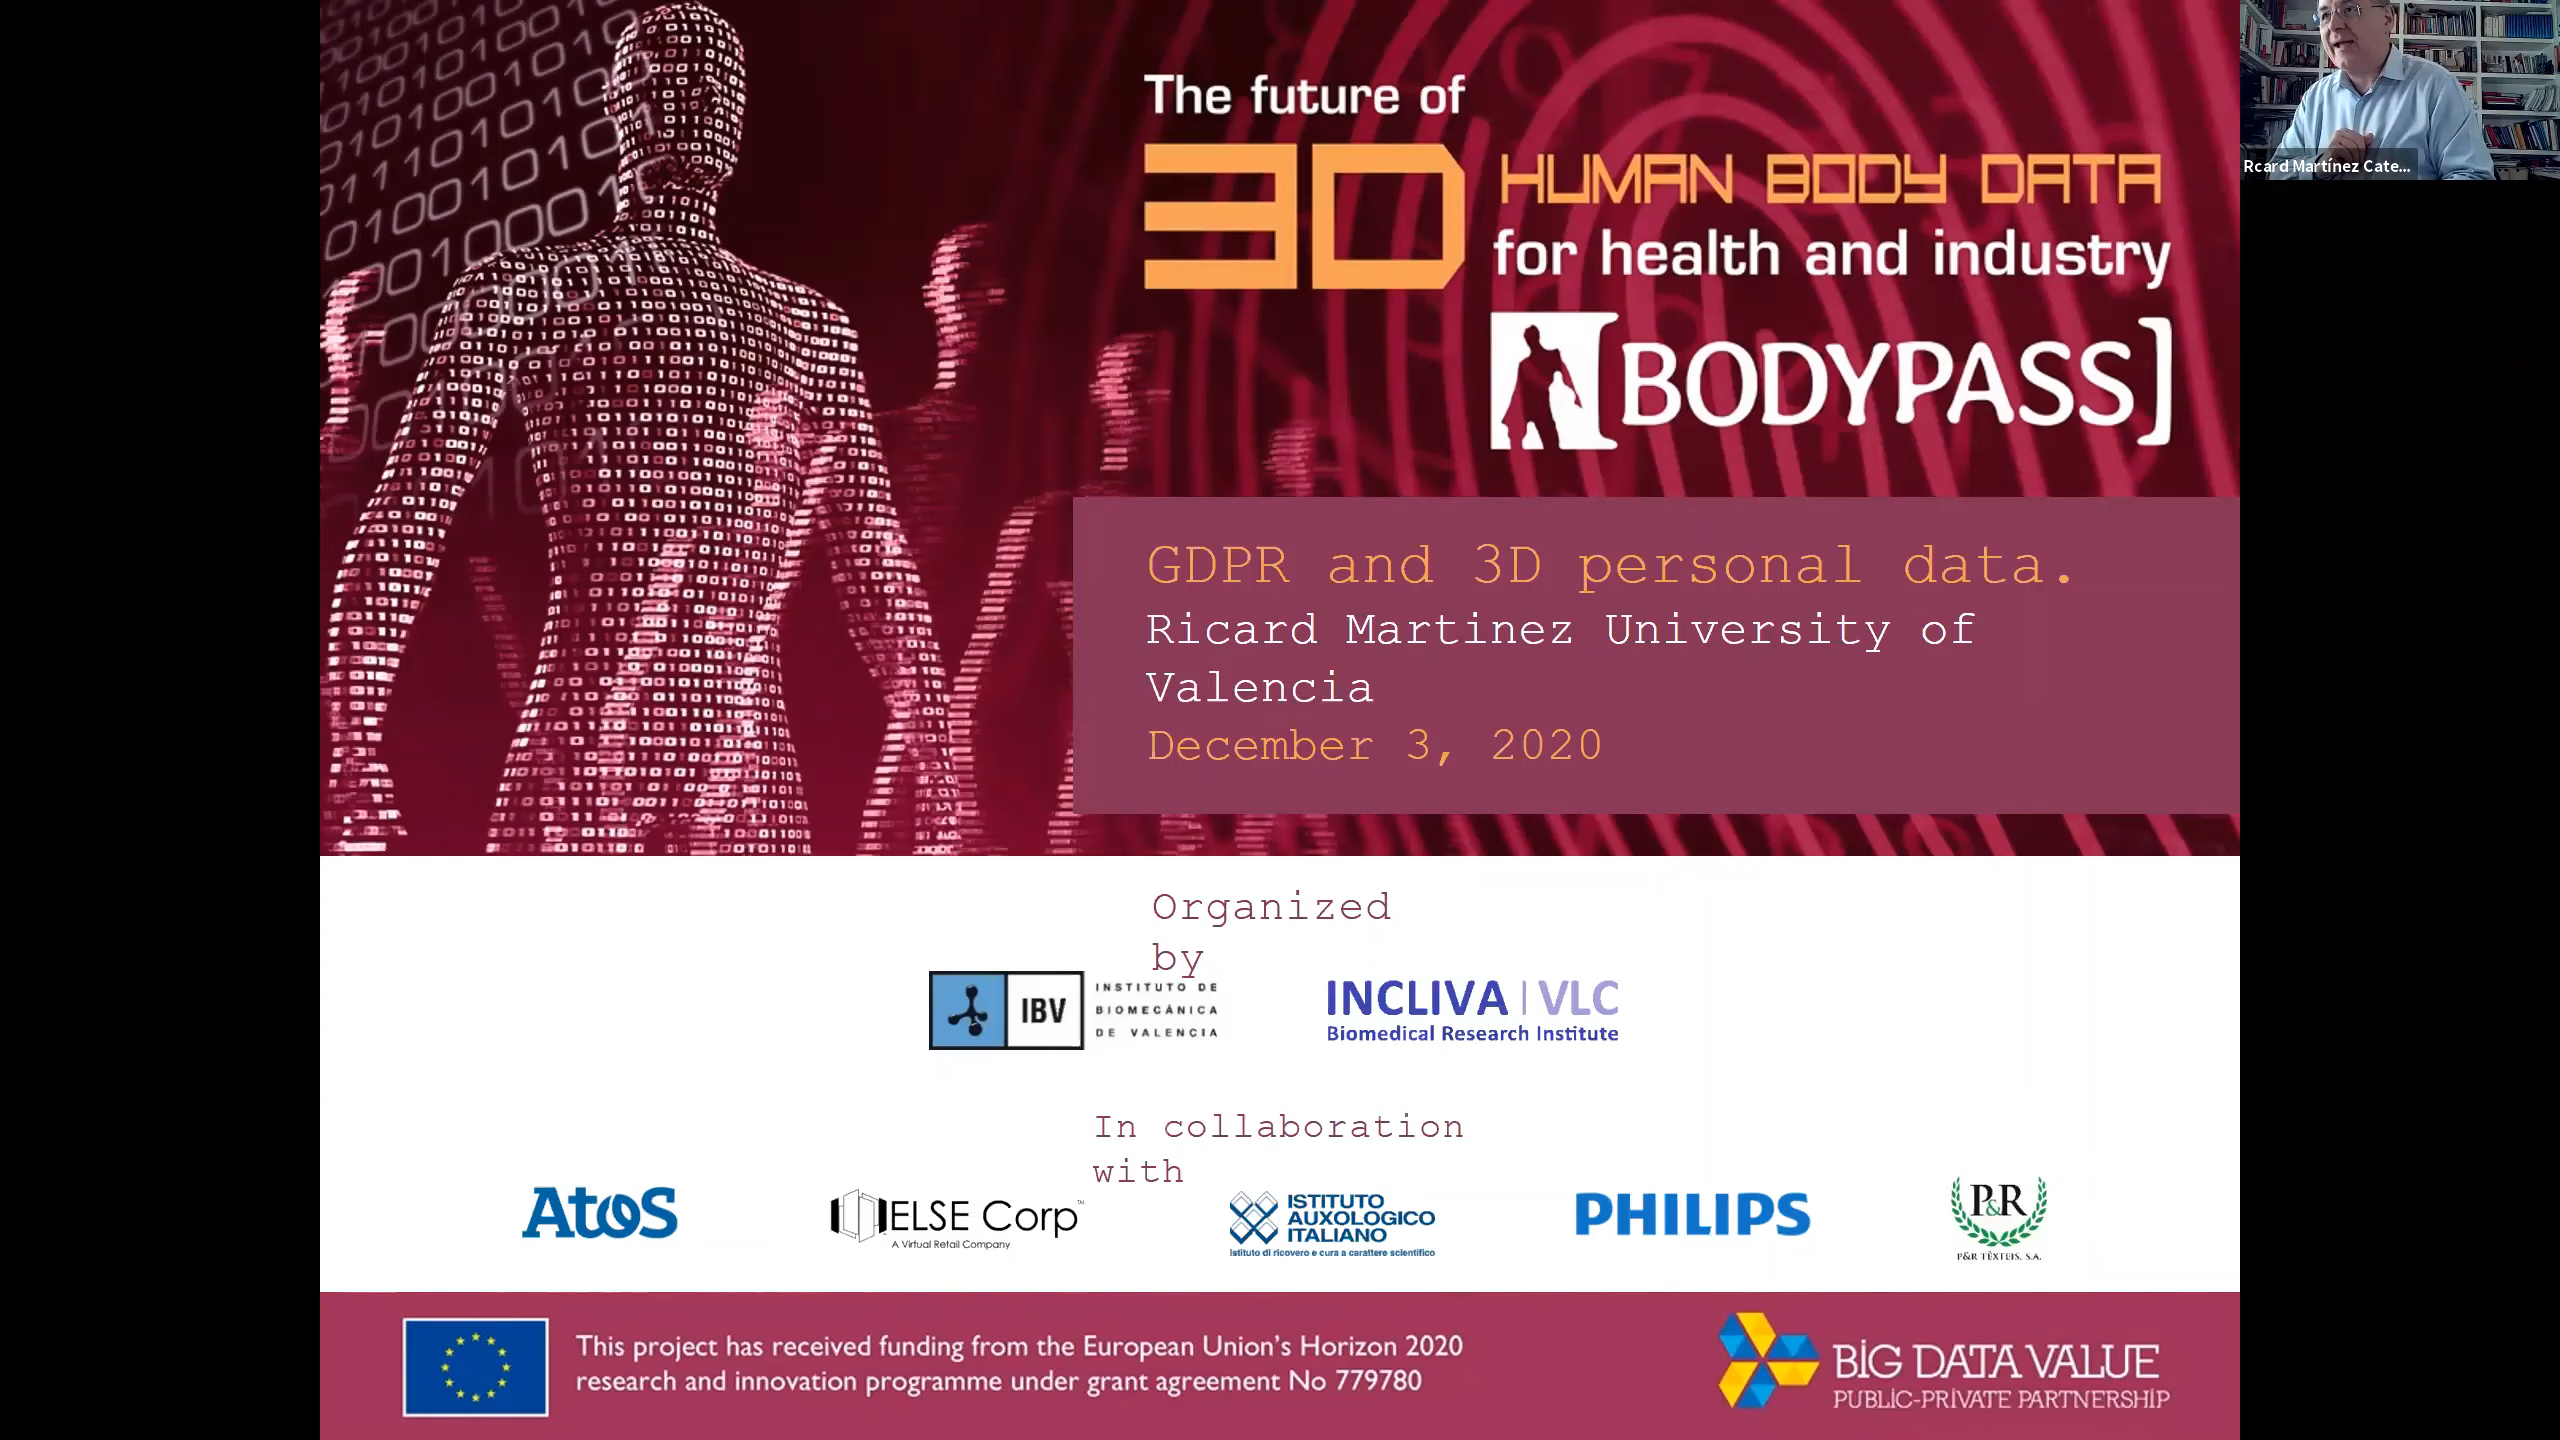 The future of
3D HUMAN BODY DATA
for health and industry
[BODYPASS]
Rcard Martínez Cate...
GDPR and 3D personal data.
Ricard Martinez University of
Valencia
December 3, 2020
Organized
by
IBV
INSTITUTO DE
BIOMECÁNICA
DE VALENCIA
INCLIVA | VLC
Biomedical Research Institute
In collaboration
with
Atos
ELSE Corp™
A Virtual Retail Company
ISTITUTO
AUXOLOGICO
ITALIANO
Istituto di ricovero e cura a carattere scientifico
PHILIPS
P&R
P&R TÊXTEIS, S.A.
This project has received funding from the European Union's Horizon 2020
research and innovation programme under grant agreement No 779780
BIG DATA VALUE
PUBLIC-PRIVATE PARTNERSHIP